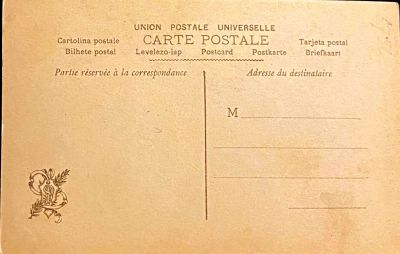 UNION POSTALE UNIVERSELLE
CARTE POSTALE
Cartolina postale Tarjeta postal
Bilhete postal Levelezo-lap Postcard Postkarte Briefkaart
Partie réservée à la correspondance Adresse du destinataire
M